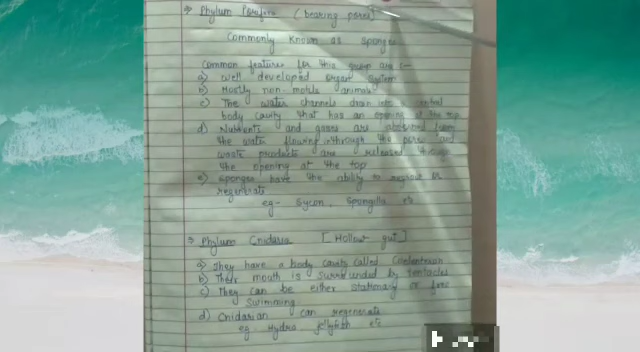 ⇒ Phylum Porifera ( bearing pores)
Commonly known as sponges
Common features for this group are :-
a) well developed organ system
b) Mostly non-motile animals
c) The water channels drain into a central
body cavity that has an opening at the top
d) Nutrients and gases are absorbed from
the water flowing through the pores and
waste products are released through
the opening at the top
e) sponges have the ability to regrow or
regenerate
eg- Sycon, Spongilla etc
⇒ Phylum Cnidaria [ Hollow gut ]
a) They have a body cavity called Coelenteron
b) Their mouth is surrounded by tentacles
c) They can be either stationary or free
Swimming
d) Cnidarian can regenerate
eg- Hydra jellyfish etc